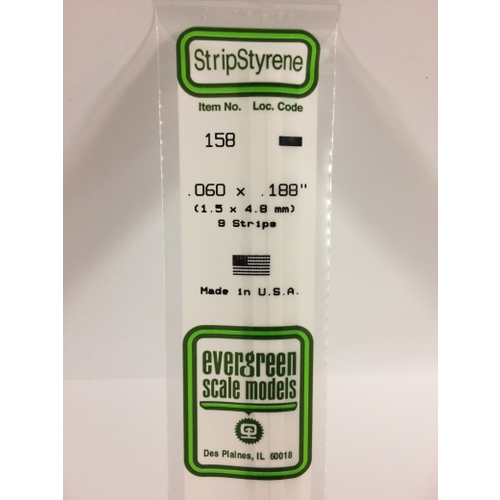 StripStyrene
Item No. Loc. Code
158
.060 x .188"
(1.5 x 4.8 mm)
9 Strips
Made in U.S.A.
evergreen
scale models
Des Plaines, IL 60018